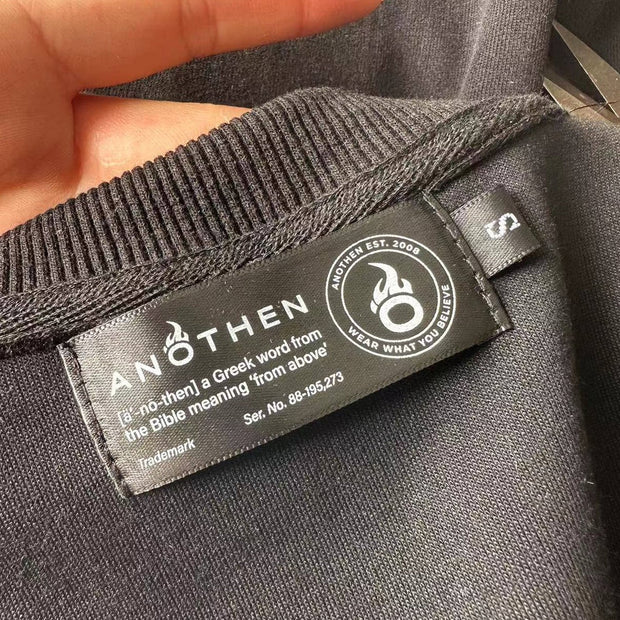 ANOTHEN
[ä'-nō-then] a Greek word from
the Bible meaning 'from above'
Trademark
Ser. No. 88-195,273
ANOTHEN EST. 2008
WEAR WHAT YOU BELIEVE
S